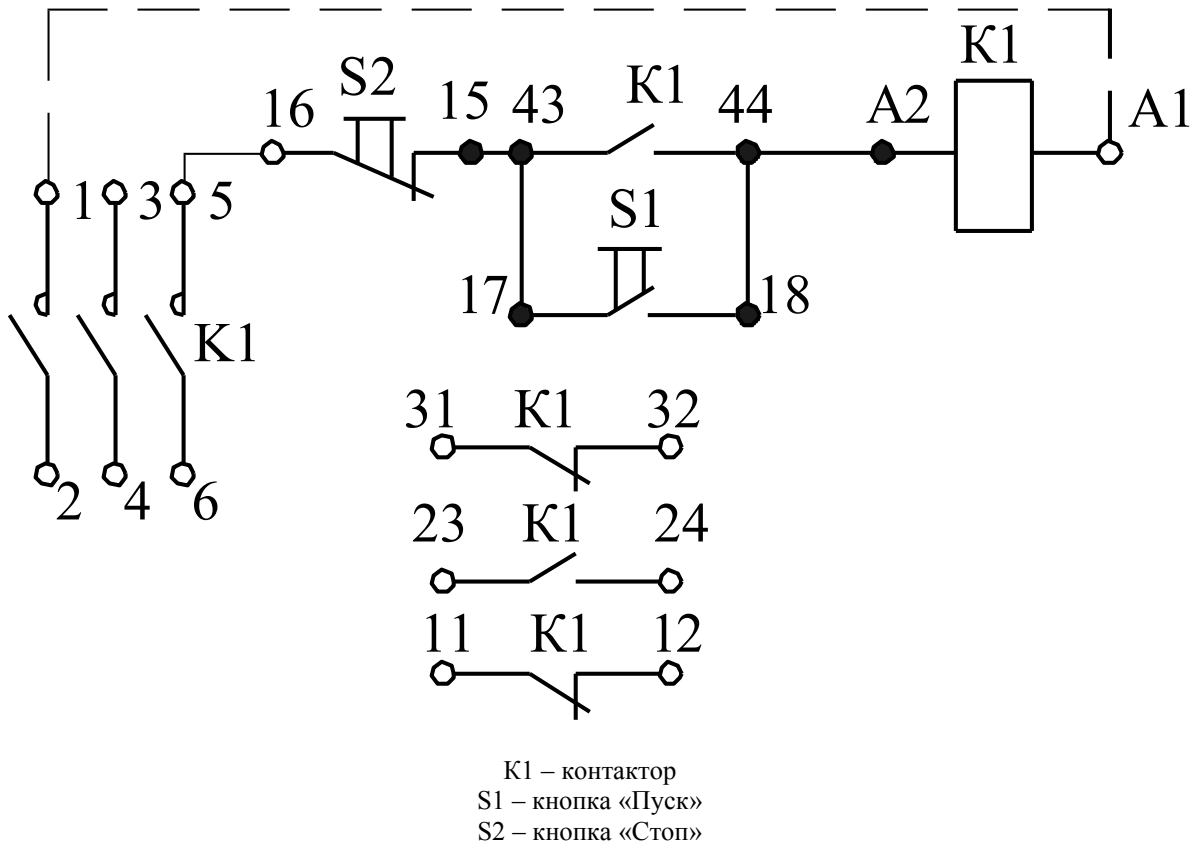 K1
S2
16
15
43
K1
44
A2
A1
1
3
5
S1
17
18
K1
2
4
6
31
K1
32
23
K1
24
11
K1
12
К1 – контактор
S1 – кнопка «Пуск»
S2 – кнопка «Стоп»